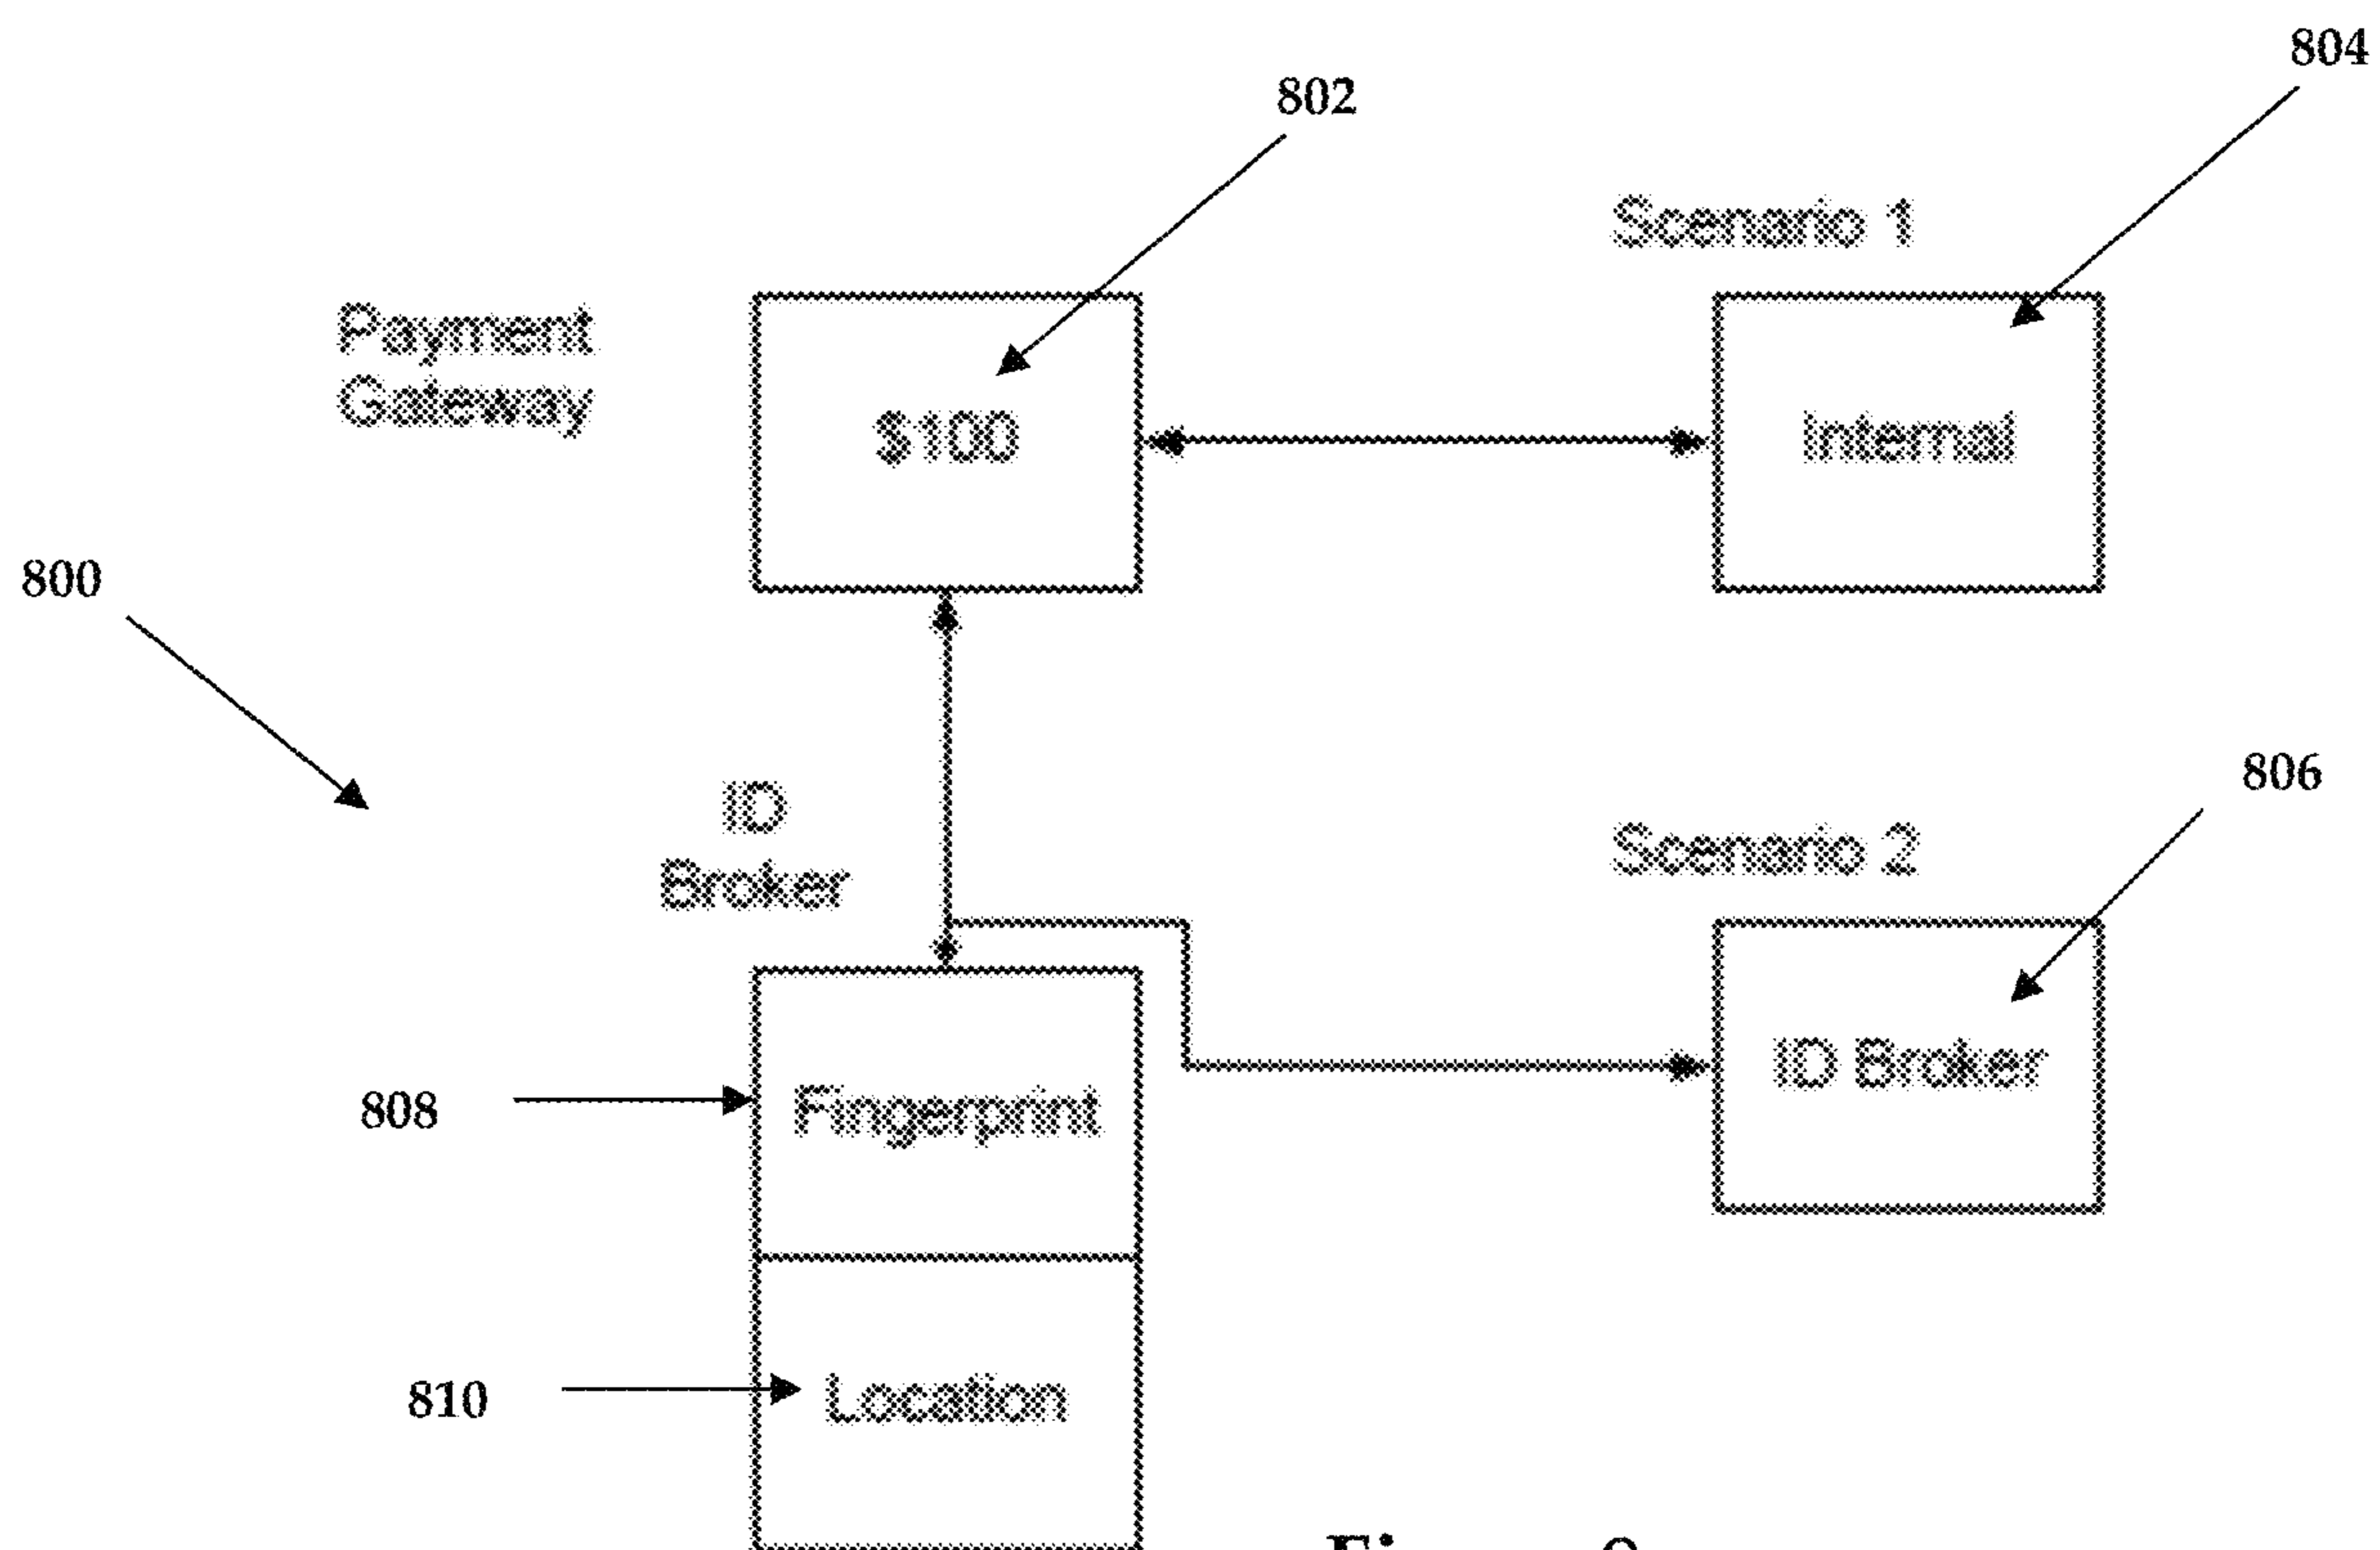 804
802
Scenario 1
Payment
Gateway
$100
Internal
800
806
ID
Broker
Scenario 2
ID Broker
808
Fingerprint
810
Location